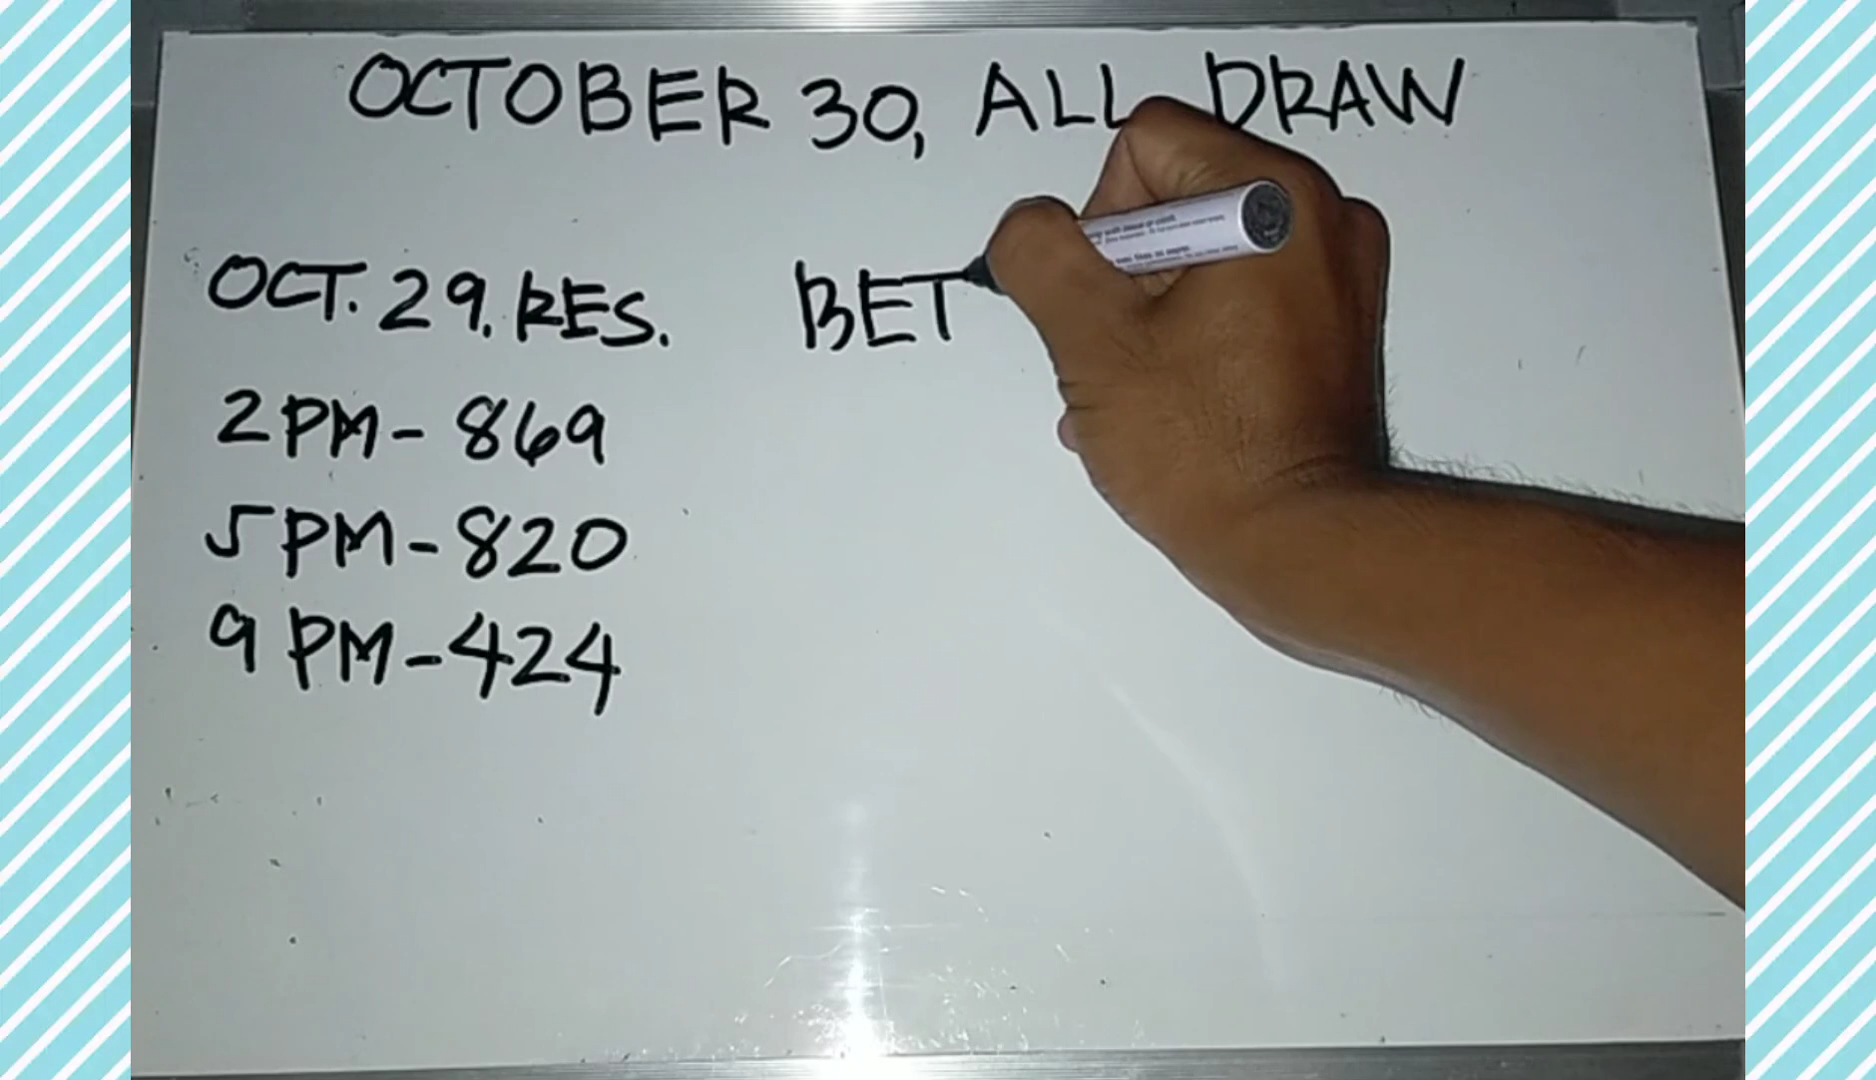 OCTOBER 30, ALL DRAW
OCT. 29. RES.
BET
2PM- 869
5PM- 820
9PM- 424